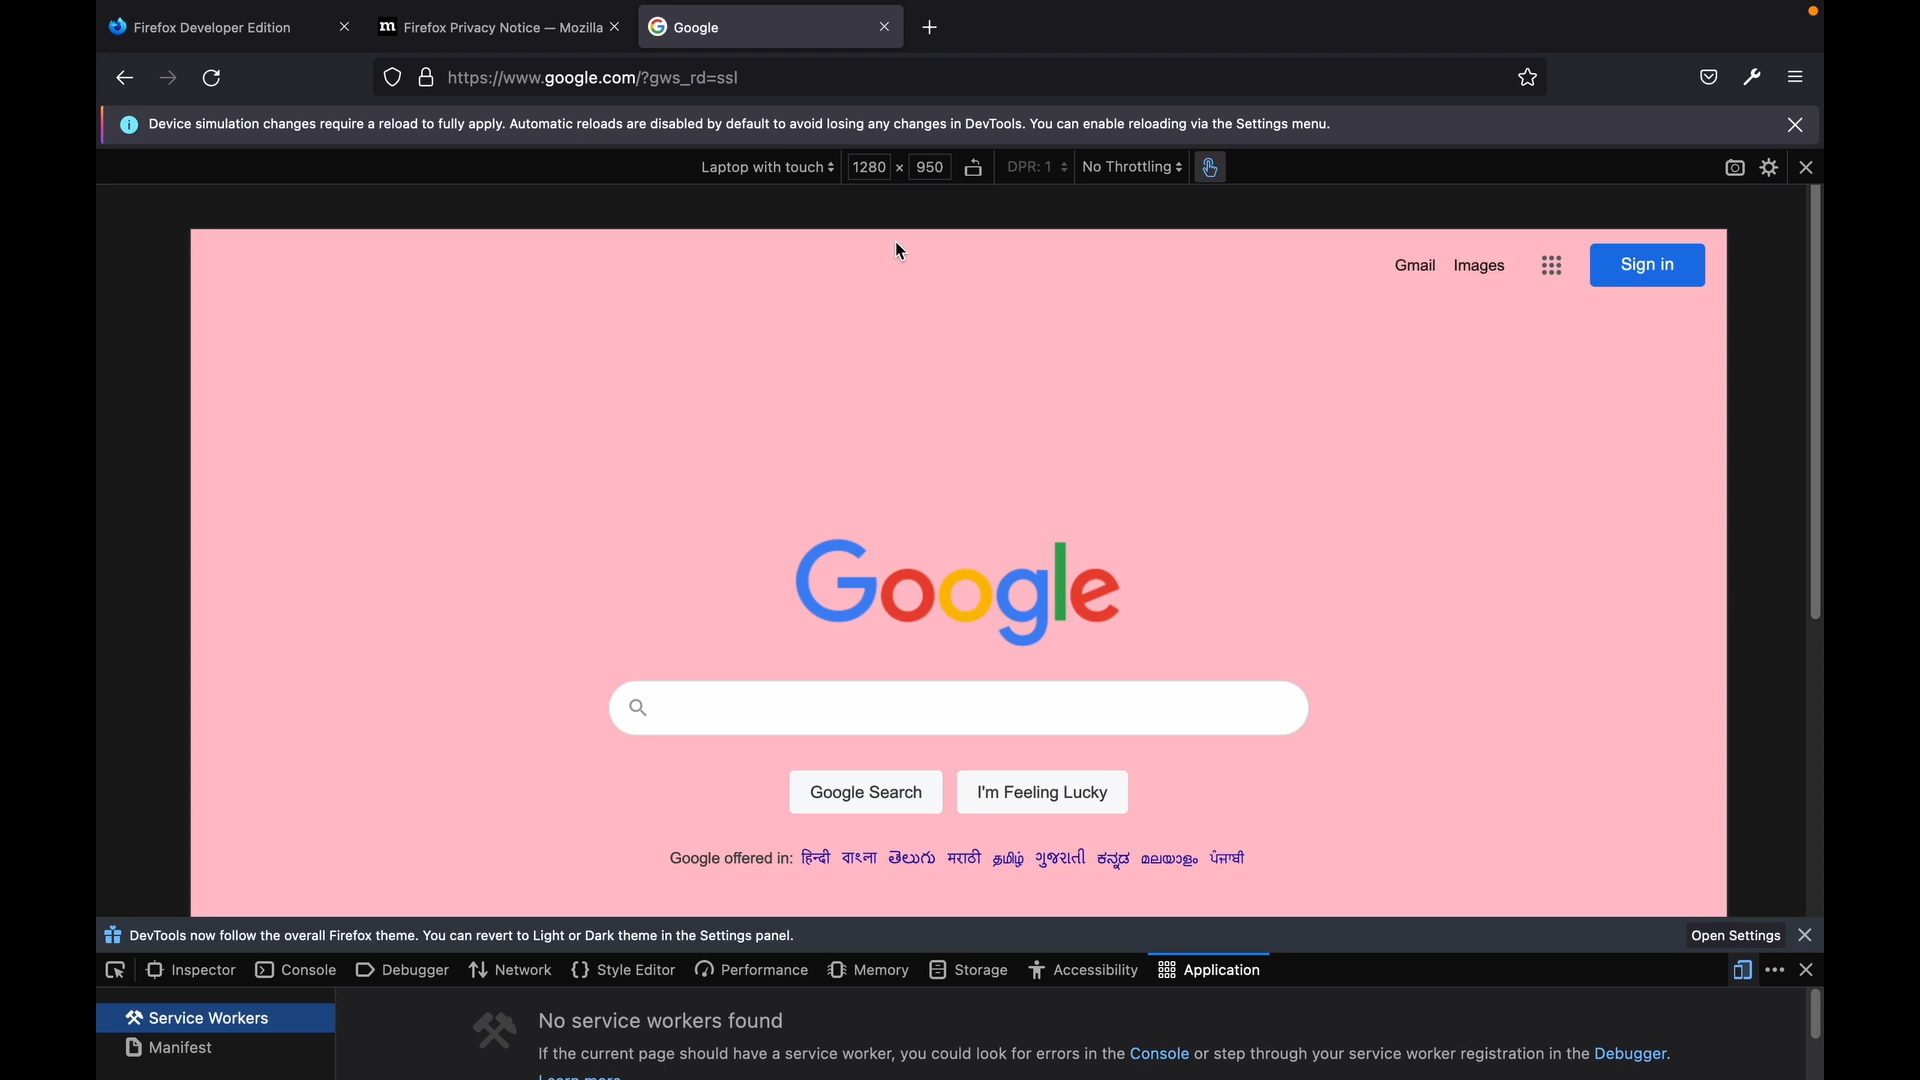 Firefox Developer Edition
m Firefox Privacy Notice — Mozilla
G Google
https://www.google.com/?gws_rd=ssl
Device simulation changes require a reload to fully apply. Automatic reloads are disabled by default to avoid losing any changes in DevTools. You can enable reloading via the Settings menu.
Laptop with touch 1280 × 950 DPR: 1 No Throttling
Gmail Images Sign in
Google
Google Search I'm Feeling Lucky
Google offered in: हिन्दी বাংলা తెలుగు मराठी தமிழ் ગુજરાતી ಕನ್ನಡ മലയാളം ਪੰਜਾਬੀ
DevTools now follow the overall Firefox theme. You can revert to Light or Dark theme in the Settings panel. Open Settings
Inspector Console Debugger Network Style Editor Performance Memory Storage Accessibility Application
Service Workers
Manifest
No service workers found
If the current page should have a service worker, you could look for errors in the Console or step through your service worker registration in the Debugger.
Learn more